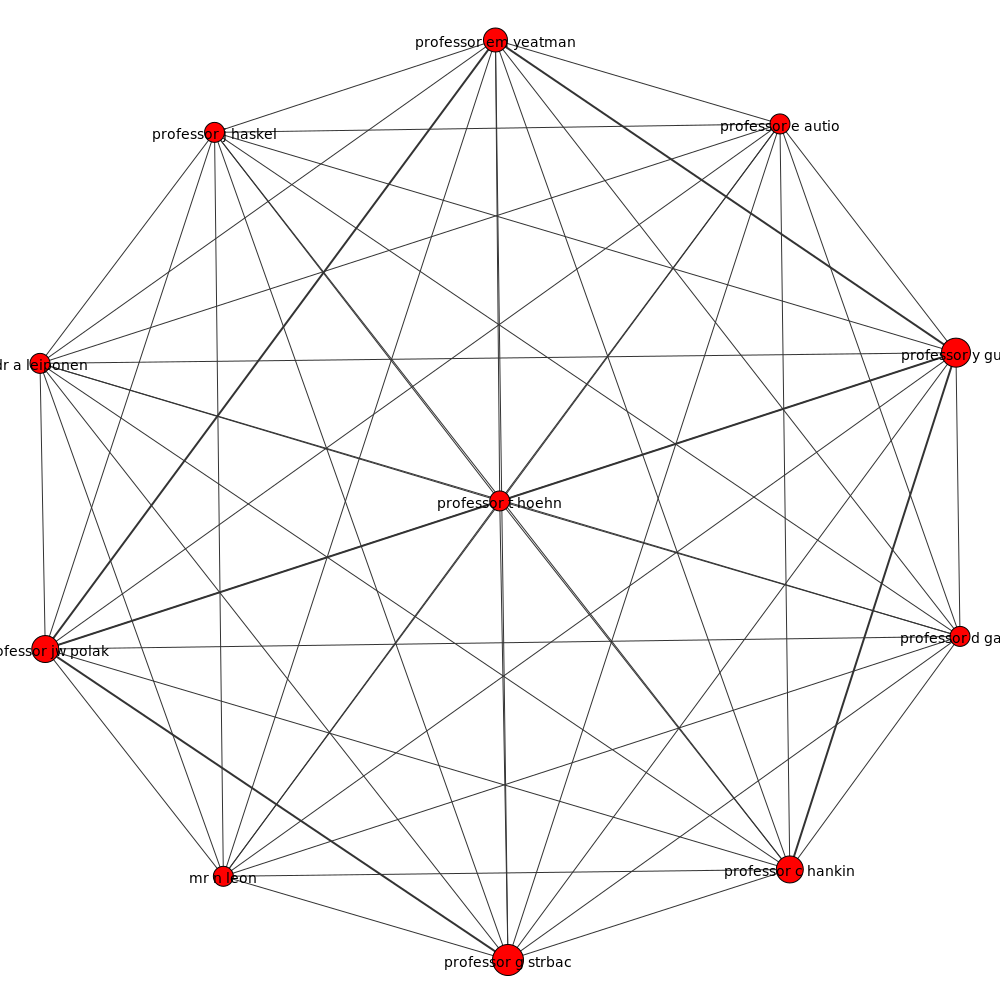 professor em yeatman
professor e autio
professor j haskel
professor y gu
dr a leiponen
professor t hoehn
professor d ga
ofessor jw polak
professor c hankin
mr n leon
professor g strbac